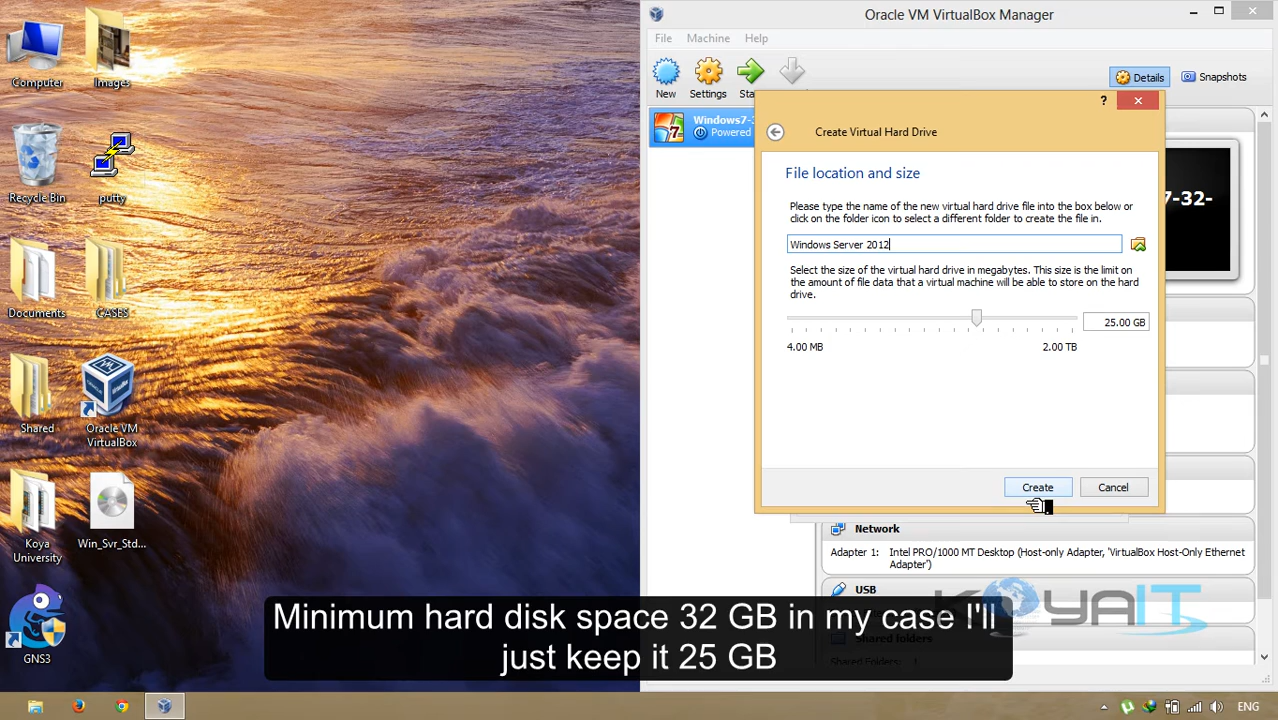 Computer
Images
Recycle Bin
putty
Documents
CASES
Shared
Oracle VM
VirtualBox
Koya
University
Win_Svr_Std...
GNS3
Oracle VM VirtualBox Manager
File
Machine
Help
New
Settings
Details
Snapshots
Powered
Create Virtual Hard Drive
File location and size
Please type the name of the new virtual hard drive file into the box below or
click on the folder icon to select a different folder to create the file in.
Windows Server 2012
Select the size of the virtual hard drive in megabytes. This size is the limit on
the amount of file data that a virtual machine will be able to store on the hard
drive.
25.00 GB
4.00 MB
2.00 TB
Create
Cancel
7-32-
Network
Adapter 1:
Intel PRO/1000 MT Desktop (Host-only Adapter, 'VirtualBox Host-Only Ethernet
Adapter')
USB
Shared folders
KOYAIT
Minimum hard disk space 32 GB in my case I'll
just keep it 25 GB
ENG